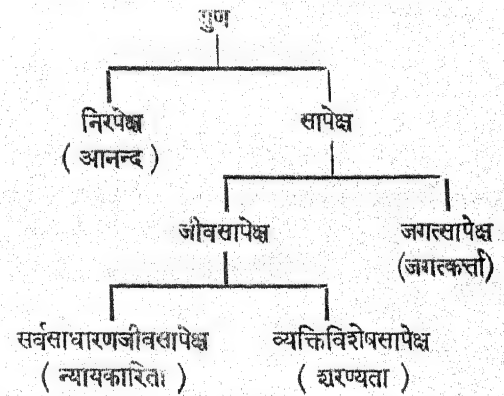 गुण
निरपेक्ष सापेक्ष
( आनन्द )
जीवसापेक्ष जगत्सापेक्ष
(जगत्कर्त्ता)
सर्वसाधारणजीवसापेक्ष व्यक्तिविशेषसापेक्ष
( न्यायकारिता ) ( शरण्यता )